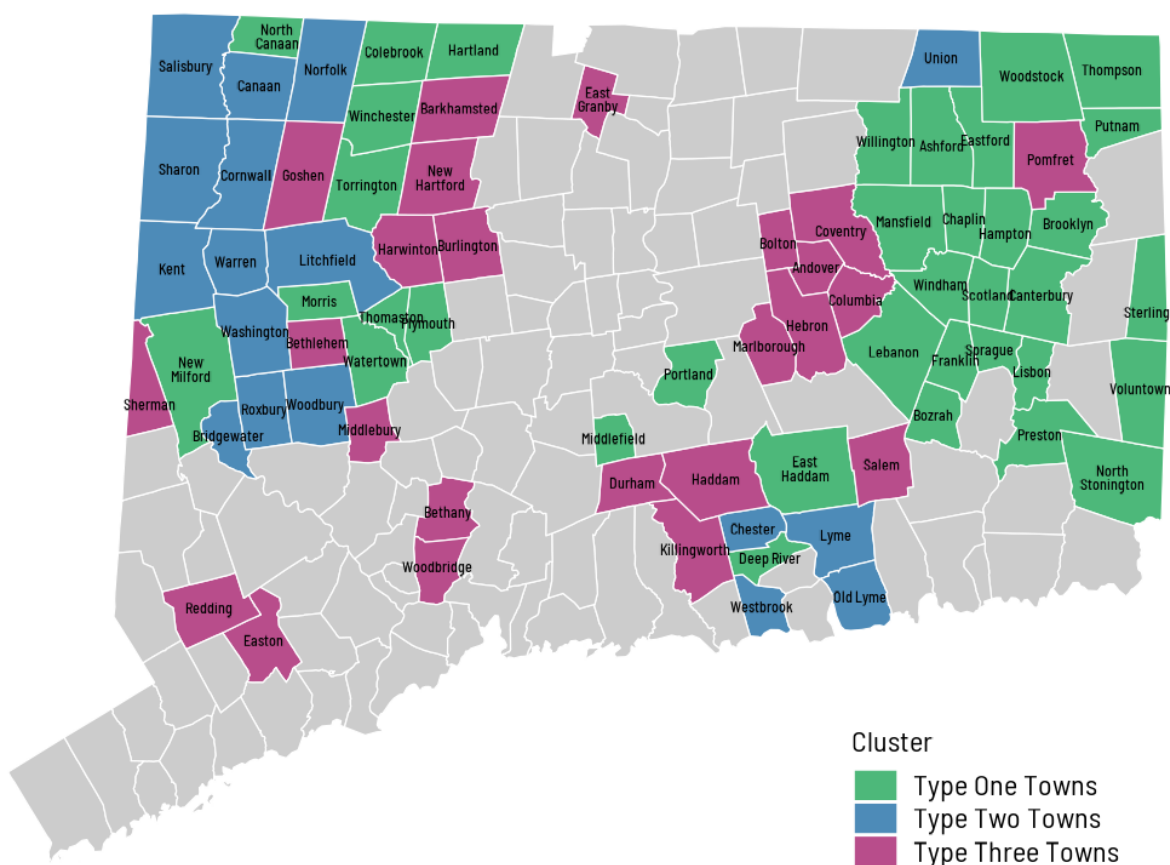 North
Canaan
Colebrook
Hartland
Salisbury
Canaan
Norfolk
Winchester
Barkhamsted
East
Granby
Union
Woodstock
Thompson
Putnam
Willington
Ashford
Eastford
Pomfret
Sharon
Cornwall
Goshen
Torrington
New
Hartford
Harwinton
Burlington
Bolton
Coventry
Andover
Mansfield
Chaplin
Hampton
Brooklyn
Kent
Warren
Litchfield
Morris
Thomaston
Plymouth
Washington
Bethlehem
Watertown
Columbia
Hebron
Marlborough
Windham
Scotland
Canterbury
Sterling
New
Milford
Sherman
Lebanon
Franklin
Sprague
Lisbon
Voluntown
Portland
Roxbury
Woodbury
Bridgewater
Middlebury
Middlefield
Bozrah
Preston
North
Stonington
Durham
Haddam
East
Haddam
Salem
Bethany
Woodbridge
Killingworth
Chester
Lyme
Deep River
Westbrook
Old Lyme
Redding
Easton
Cluster
Type One Towns
Type Two Towns
Type Three Towns